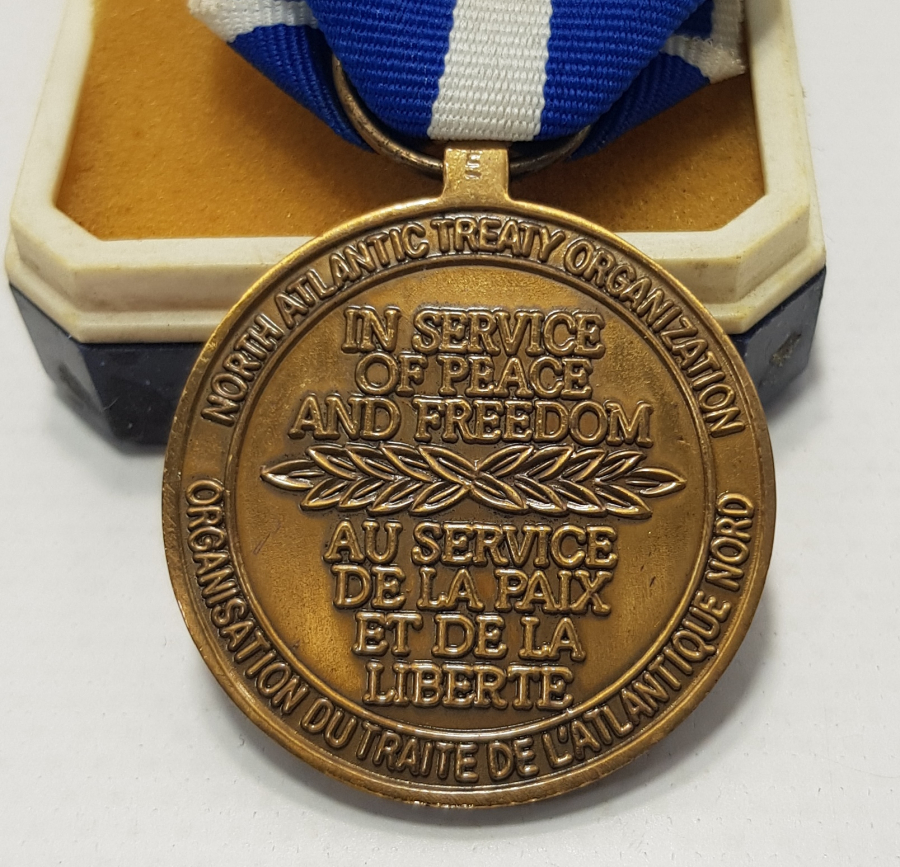 NORTH ATLANTIC TREATY ORGANIZATION
IN SERVICE
OF PEACE
AND FREEDOM
AU SERVICE
DE LA PAIX
ET DE LA
LIBERTE
ORGANISATION DU TRAITE DE L'ATLANTIQUE NORD